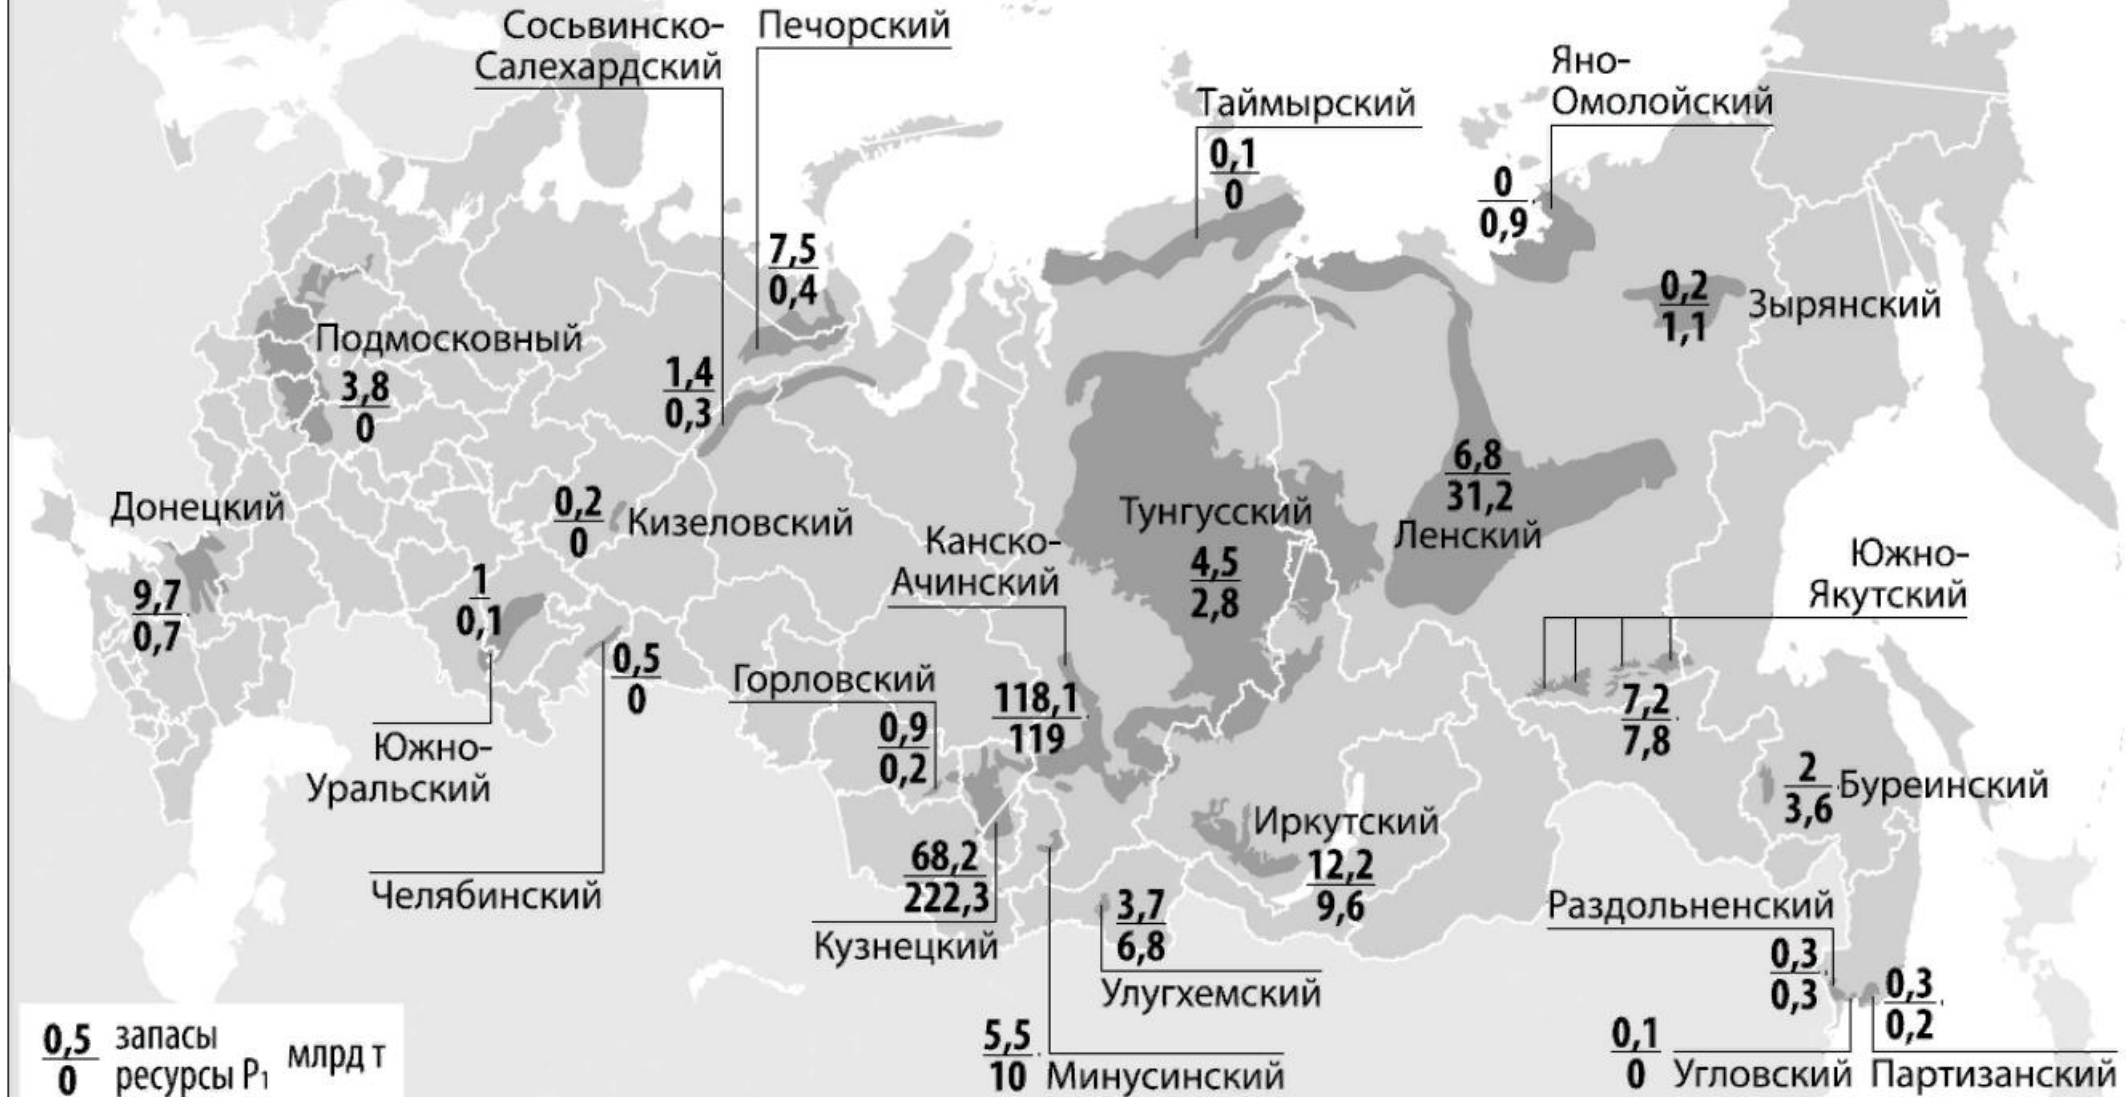 Сосьвинско-
Салехардский
Печорский
Яно-
Омолойский
Таймырский
0,1
0
0
0,9
7,5
0,4
0,2
1,1
Зырянский
Подмосковный
3,8
0
1,4
0,3
6,8
31,2
Ленский
Донецкий
9,7
0,7
0,2
0
Кизеловский
Тунгусский
4,5
2,8
Канско-
Ачинский
118,1
119
Южно-
Якутский
7,2
7,8
1
0,1
Южно-
Уральский
0,5
0
Челябинский
Горловский
0,9
0,2
2
3,6
Буреинский
Иркутский
12,2
9,6
68,2
222,3
Кузнецкий
3,7
6,8
Улугхемский
Раздольненский
0,3
0,3
0,3
0,2
Партизанский
0,1
0
Угловский
5,5
10
Минусинский
0,5 запасы
0 ресурсы P₁
млрд т